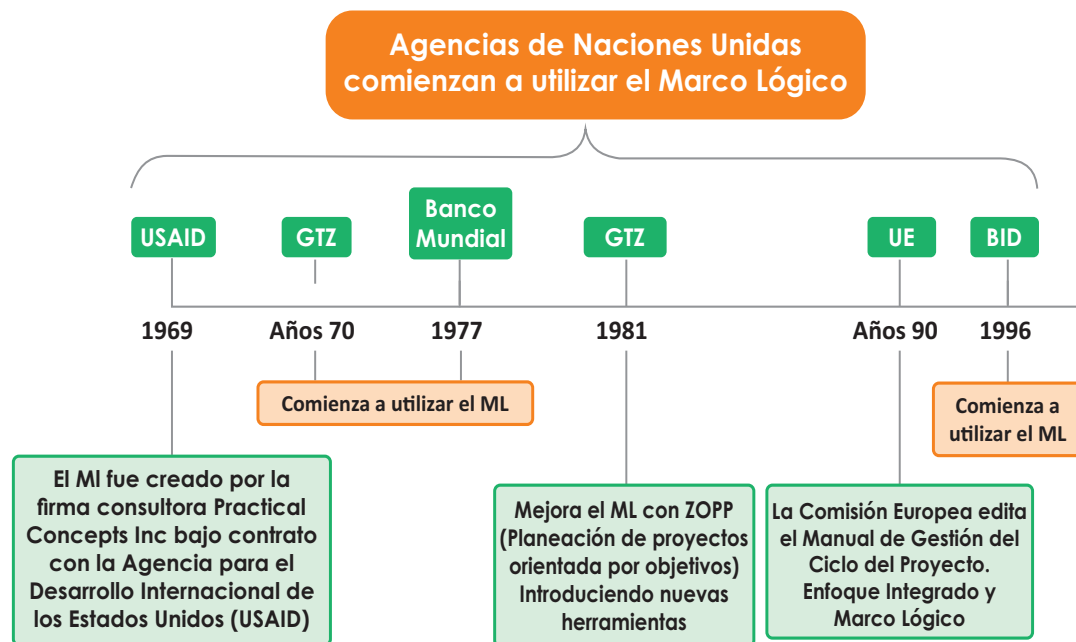 Agencias de Naciones Unidas
comienzan a utilizar el Marco Lógico
USAID
GTZ
Banco
Mundial
GTZ
UE
BID
1969
Años 70
1977
1981
Años 90
1996
Comienza a utilizar el ML
Comienza a
utilizar el ML
El Ml fue creado por la
firma consultora Practical
Concepts Inc bajo contrato
con la Agencia para el
Desarrollo Internacional de
los Estados Unidos (USAID)
Mejora el ML con ZOPP
(Planeación de proyectos
orientada por objetivos)
Introduciendo nuevas
herramientas
La Comisión Europea edita
el Manual de Gestión del
Ciclo del Proyecto.
Enfoque Integrado y
Marco Lógico